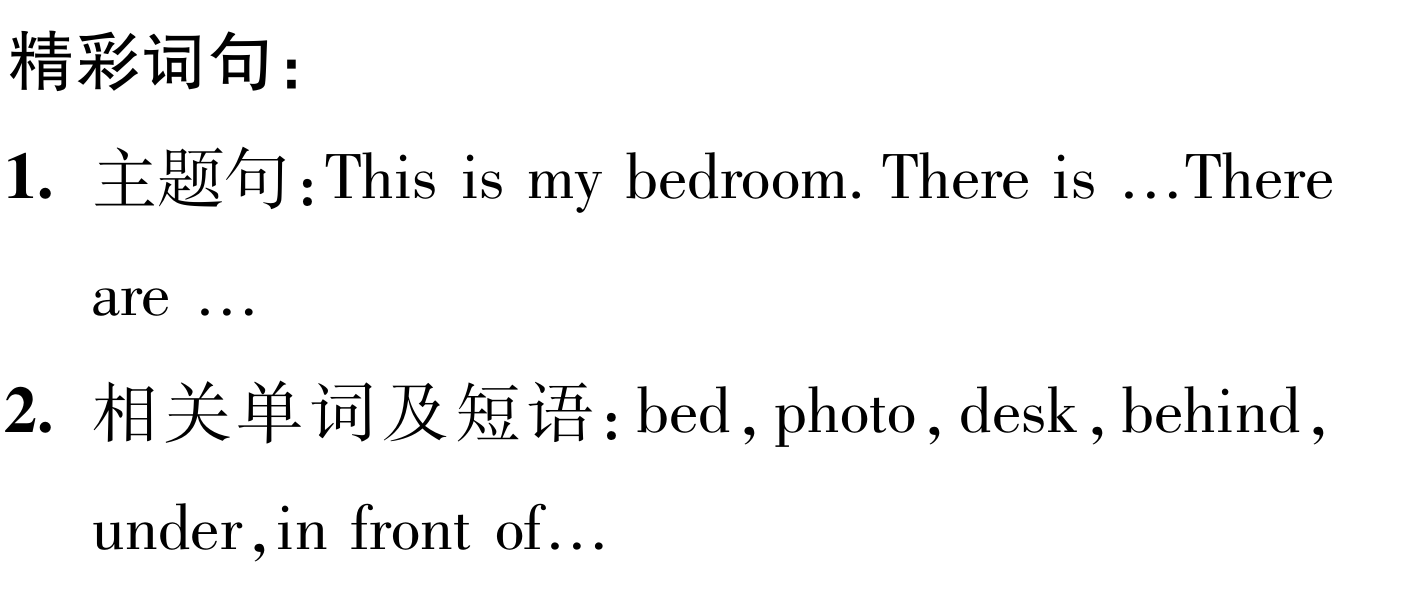 精彩词句:
1. 主题句:This is my bedroom. There is …There
are …
2. 相关单词及短语:bed, photo, desk, behind,
under,in front of…